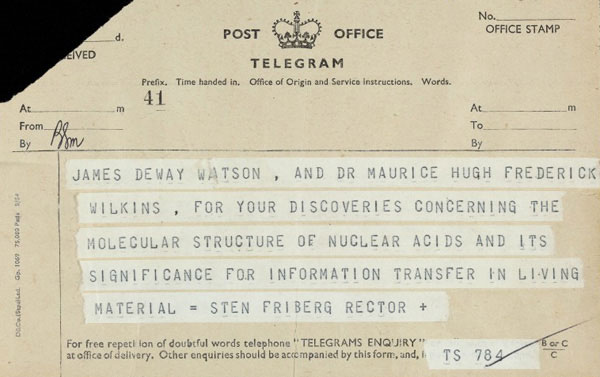 d.
No.
POST OFFICE
OFFICE STAMP
EIVED
TELEGRAM
Prefix. Time handed in. Office of Origin and Service Instructions. Words.
41
At m
At m
From
To
By
By
JAMES DEWAY WATSON , AND DR MAURICE HUGH FREDERICK
WILKINS , FOR YOUR DISCOVERIES CONCERNING THE
MOLECULAR STRUCTURE OF NUCLEAR ACIDS AND ITS
SIGNIFICANCE FOR INFORMATION TRANSFER IN LIVING
MATERIAL = STEN FRIBERG RECTOR +
For free repetition of doubtful words telephone "TELEGRAMS ENQUIRY"
B or C
at office of delivery. Other enquiries should be accompanied by this form, and,
TS 784
C